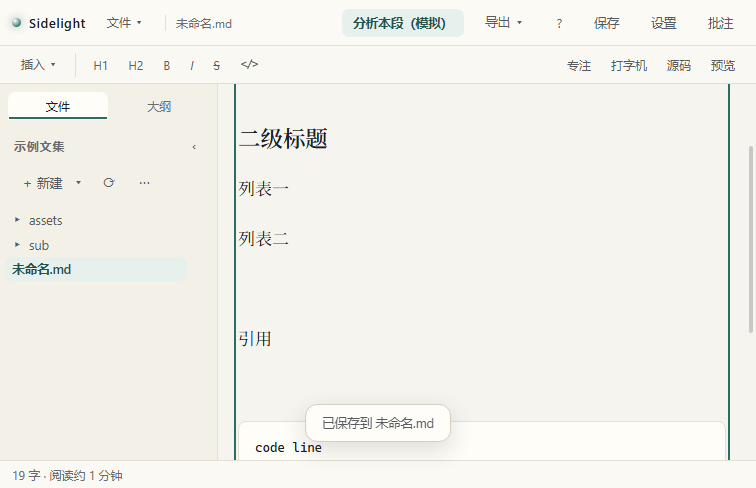 Sidelight 文件 未命名.md 分析本段（模拟） 导出 ? 保存 设置 批注
插入 H1 H2 B I S </> 专注 打字机 源码 预览
文件 大纲
示例文集
+ 新建 ...
assets
sub
未命名.md
二级标题
列表一
列表二
引用
code line
已保存到 未命名.md
19 字 · 阅读约 1 分钟